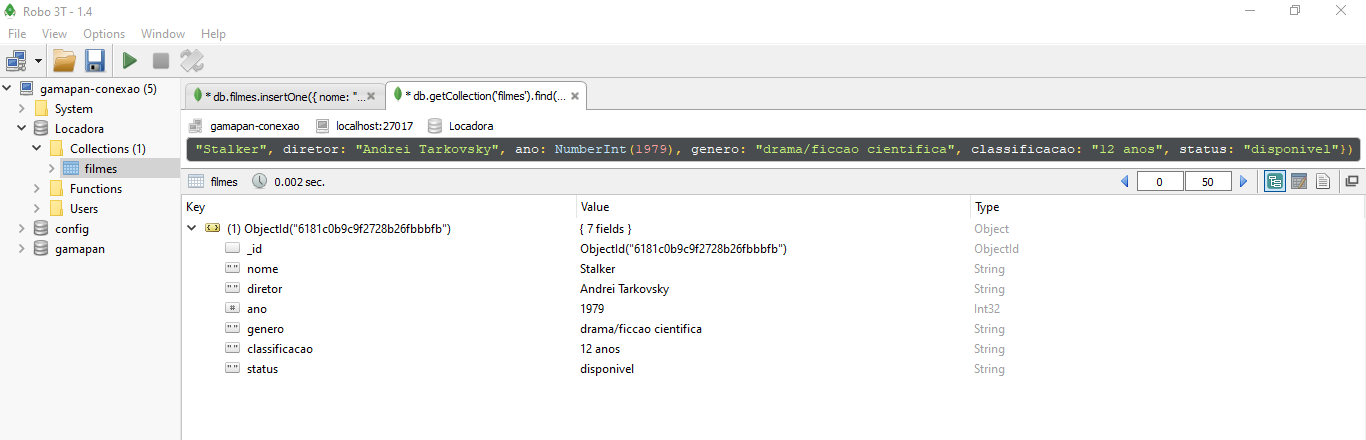 Robo 3T - 1.4
File View Options Window Help
gamapan-conexao (5)
System
Locadora
Collections (1)
filmes
Functions
Users
config
gamapan
* db.filmes.insertOne({ nome: "... * db.getCollection('filmes').find(...
gamapan-conexao localhost:27017 Locadora
"Stalker", diretor: "Andrei Tarkovsky", ano: NumberInt(1979), genero: "drama/ficcao cientifica", classificacao: "12 anos", status: "disponivel"})
filmes 0.002 sec. 0 50
Key Value Type
(1) ObjectId("6181c0b9c9f2728b26fbbbfb") { 7 fields } Object
_id ObjectId("6181c0b9c9f2728b26fbbbfb") ObjectId
nome Stalker String
diretor Andrei Tarkovsky String
ano 1979 Int32
genero drama/ficcao cientifica String
classificacao 12 anos String
status disponivel String